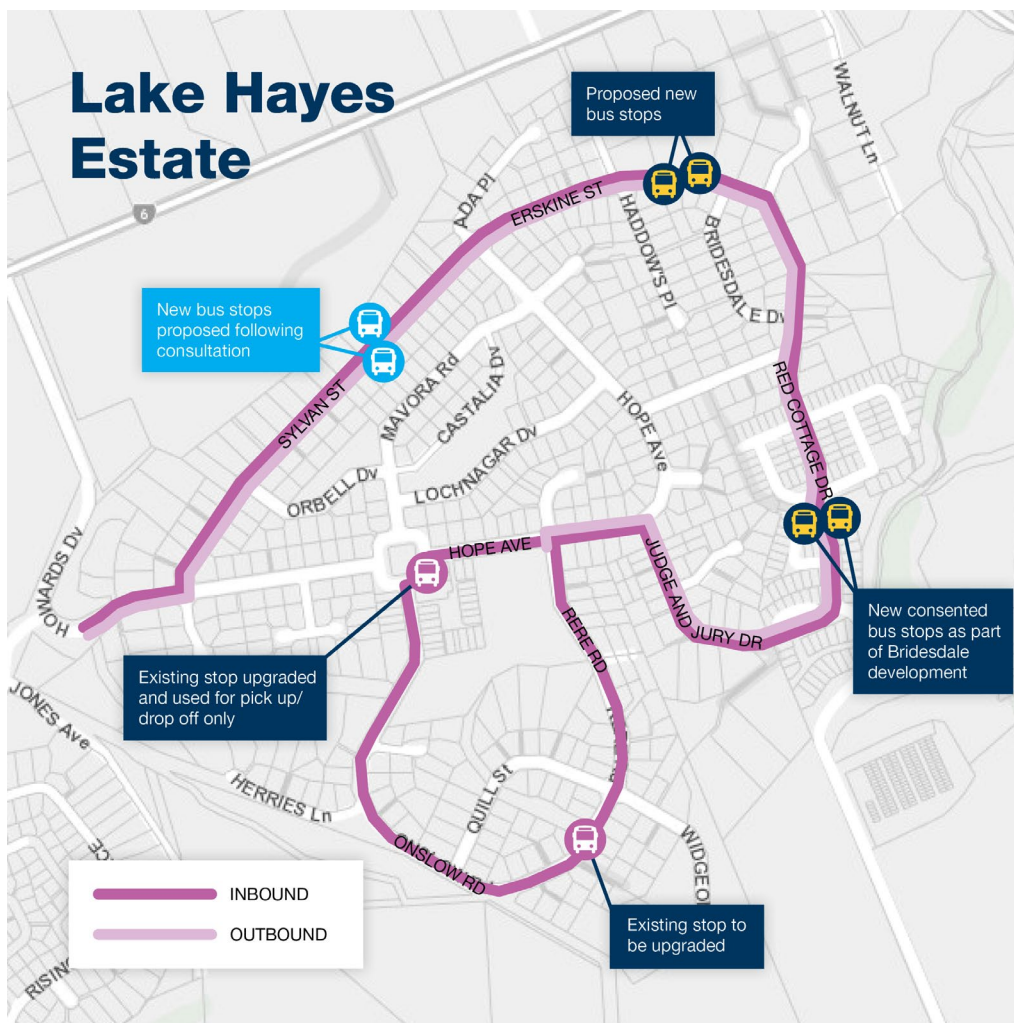 Lake Hayes
Estate
Proposed new
bus stops
WALNUT Ln
6
ADA Pl
ERSKINE ST
HADDOW'S Pl
BRIDESDALE Dv
New bus stops
proposed following
consultation
SYLVAN ST
MAVORA Rd
CASTALIA Dv
HOPE Ave
RED COTTAGE DR
ORBELL Dv
LOCHNAGAR Dv
HOWARDS Dv
HOPE AVE
JUDGE AND JURY DR
RERE RD
New consented
bus stops as part
of Bridesdale
development
Existing stop upgraded
and used for pick up/
drop off only
JONES Ave
HERRIES Ln
QUILL St
ONSLOW RD
Existing stop to
be upgraded
INBOUND
OUTBOUND